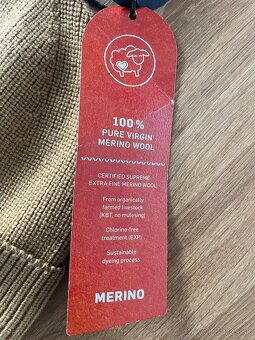 100 %
PURE VIRGIN
MERINO WOOL
CERTIFIED SUPREME
EXTRA FINE MERINO WOOL
From organically
farmed livestock
(KBT, no mulesing)
Chlorine-free
treatment (EXP)
Sustainable
dyeing process
MERINO